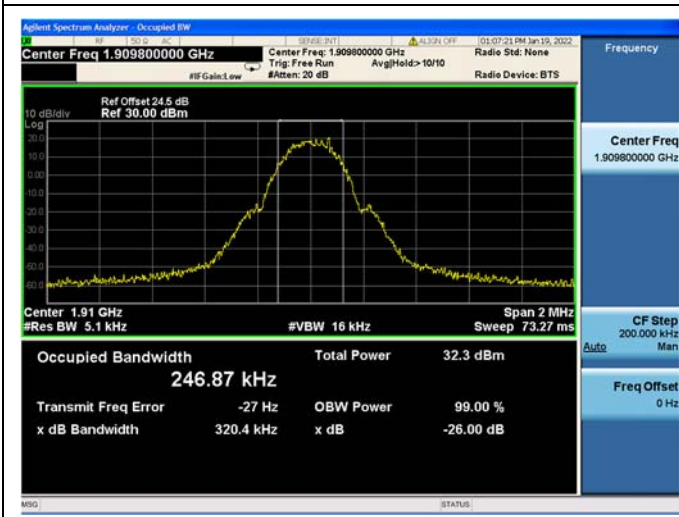 Agilent Spectrum Analyzer - Occupied BW
RF 50 Ω AC SENSE:INT ALIGN OFF 01:07:21 PM Jan 19, 2022
Center Freq 1.909800000 GHz Center Freq: 1.909800000 GHz Radio Std: None
Trig: Free Run Avg|Hold:> 10/10
#IFGain:Low #Atten: 20 dB Radio Device: BTS
Ref Offset 24.5 dB
10 dB/div Ref 30.00 dBm
Log
20.0
10.0
0.00
-10.0
-20.0
-30.0
-40.0
-50.0
-60.0
Center 1.91 GHz Span 2 MHz
#Res BW 5.1 kHz #VBW 16 kHz Sweep 73.27 ms
Occupied Bandwidth Total Power 32.3 dBm
246.87 kHz
Transmit Freq Error -27 Hz OBW Power 99.00 %
x dB Bandwidth 320.4 kHz x dB -26.00 dB
MSG STATUS
Frequency
Center Freq
1.909800000 GHz
CF Step
200.000 kHz
Auto Man
Freq Offset
0 Hz